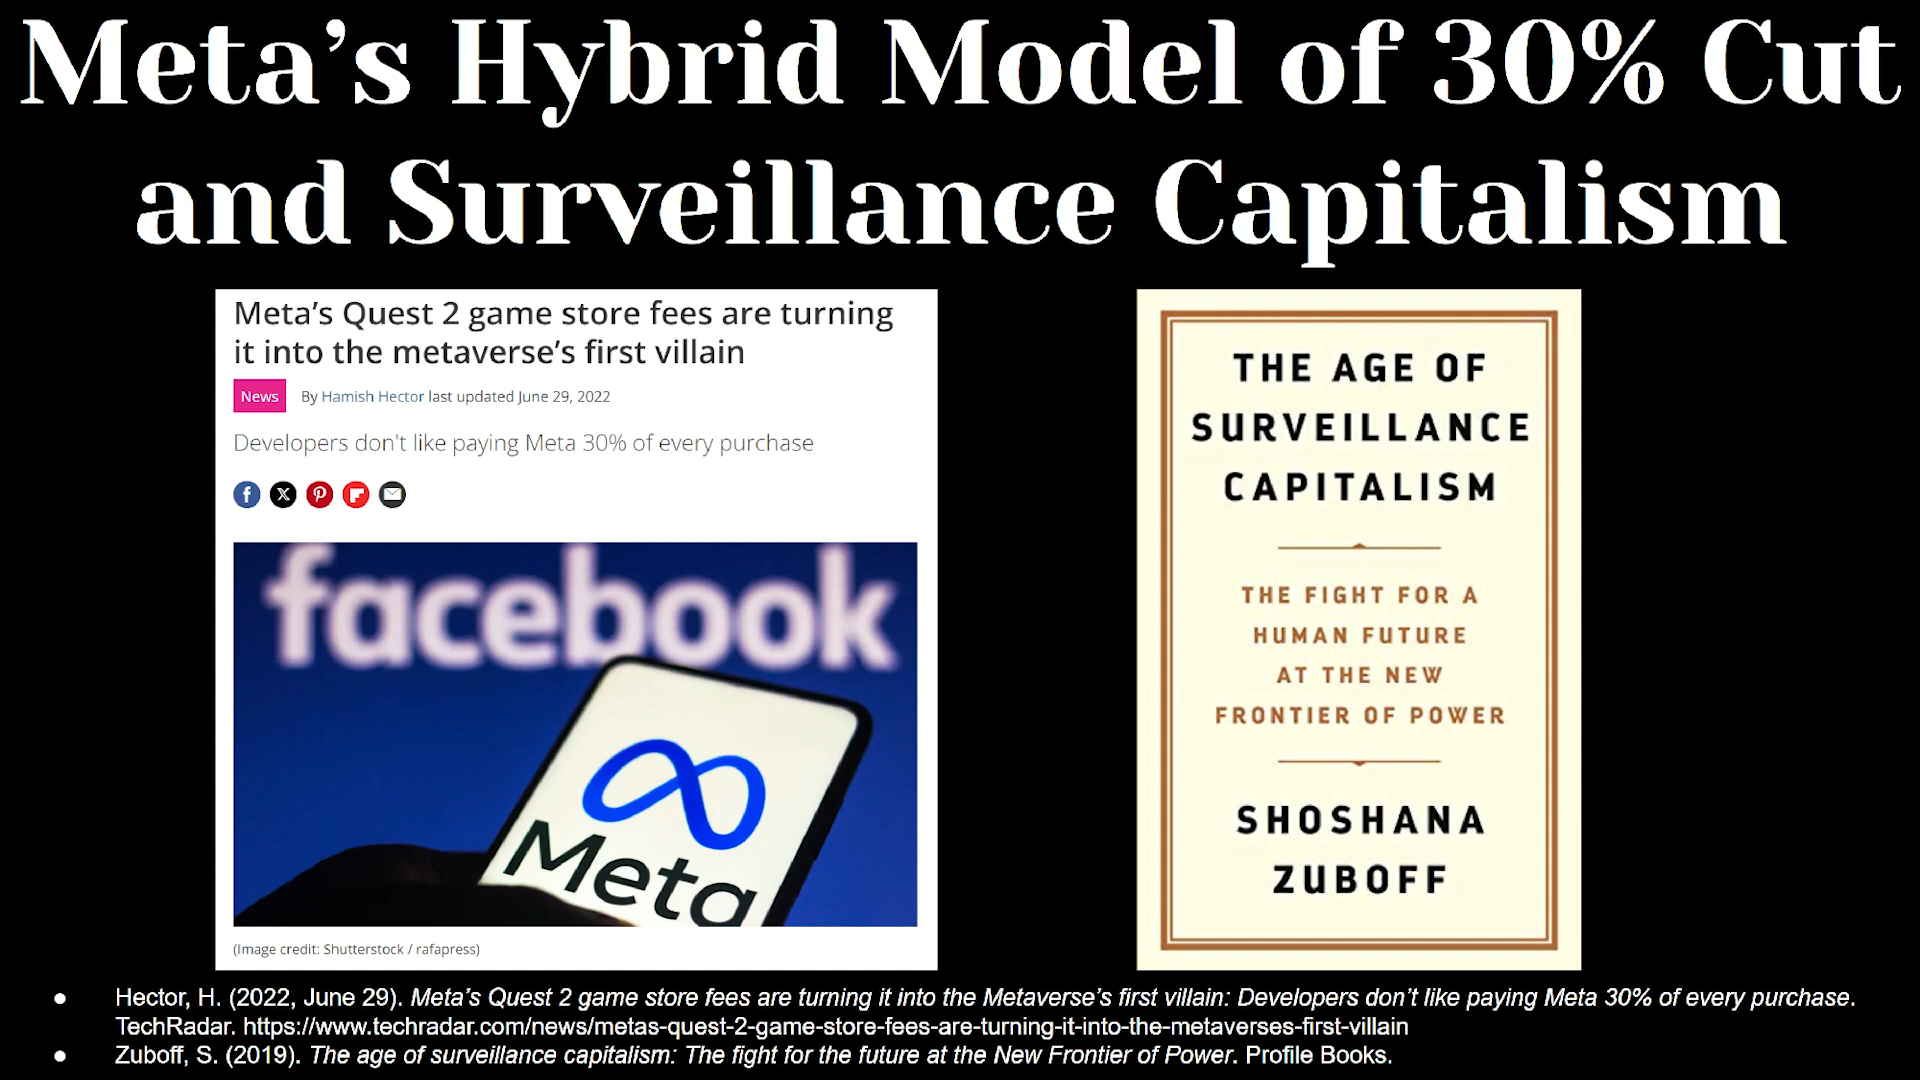 Meta’s Hybrid Model of 30% Cut
and Surveillance Capitalism
Meta’s Quest 2 game store fees are turning
it into the metaverse’s first villain
News By Hamish Hector last updated June 29, 2022
Developers don't like paying Meta 30% of every purchase
facebook
Meta
(Image credit: Shutterstock / rafapress)
THE AGE OF
SURVEILLANCE
CAPITALISM
THE FIGHT FOR A
HUMAN FUTURE
AT THE NEW
FRONTIER OF POWER
SHOSHANA
ZUBOFF
● Hector, H. (2022, June 29). Meta’s Quest 2 game store fees are turning it into the Metaverse’s first villain: Developers don’t like paying Meta 30% of every purchase.
TechRadar. https://www.techradar.com/news/metas-quest-2-game-store-fees-are-turning-it-into-the-metaverses-first-villain
● Zuboff, S. (2019). The age of surveillance capitalism: The fight for the future at the New Frontier of Power. Profile Books.